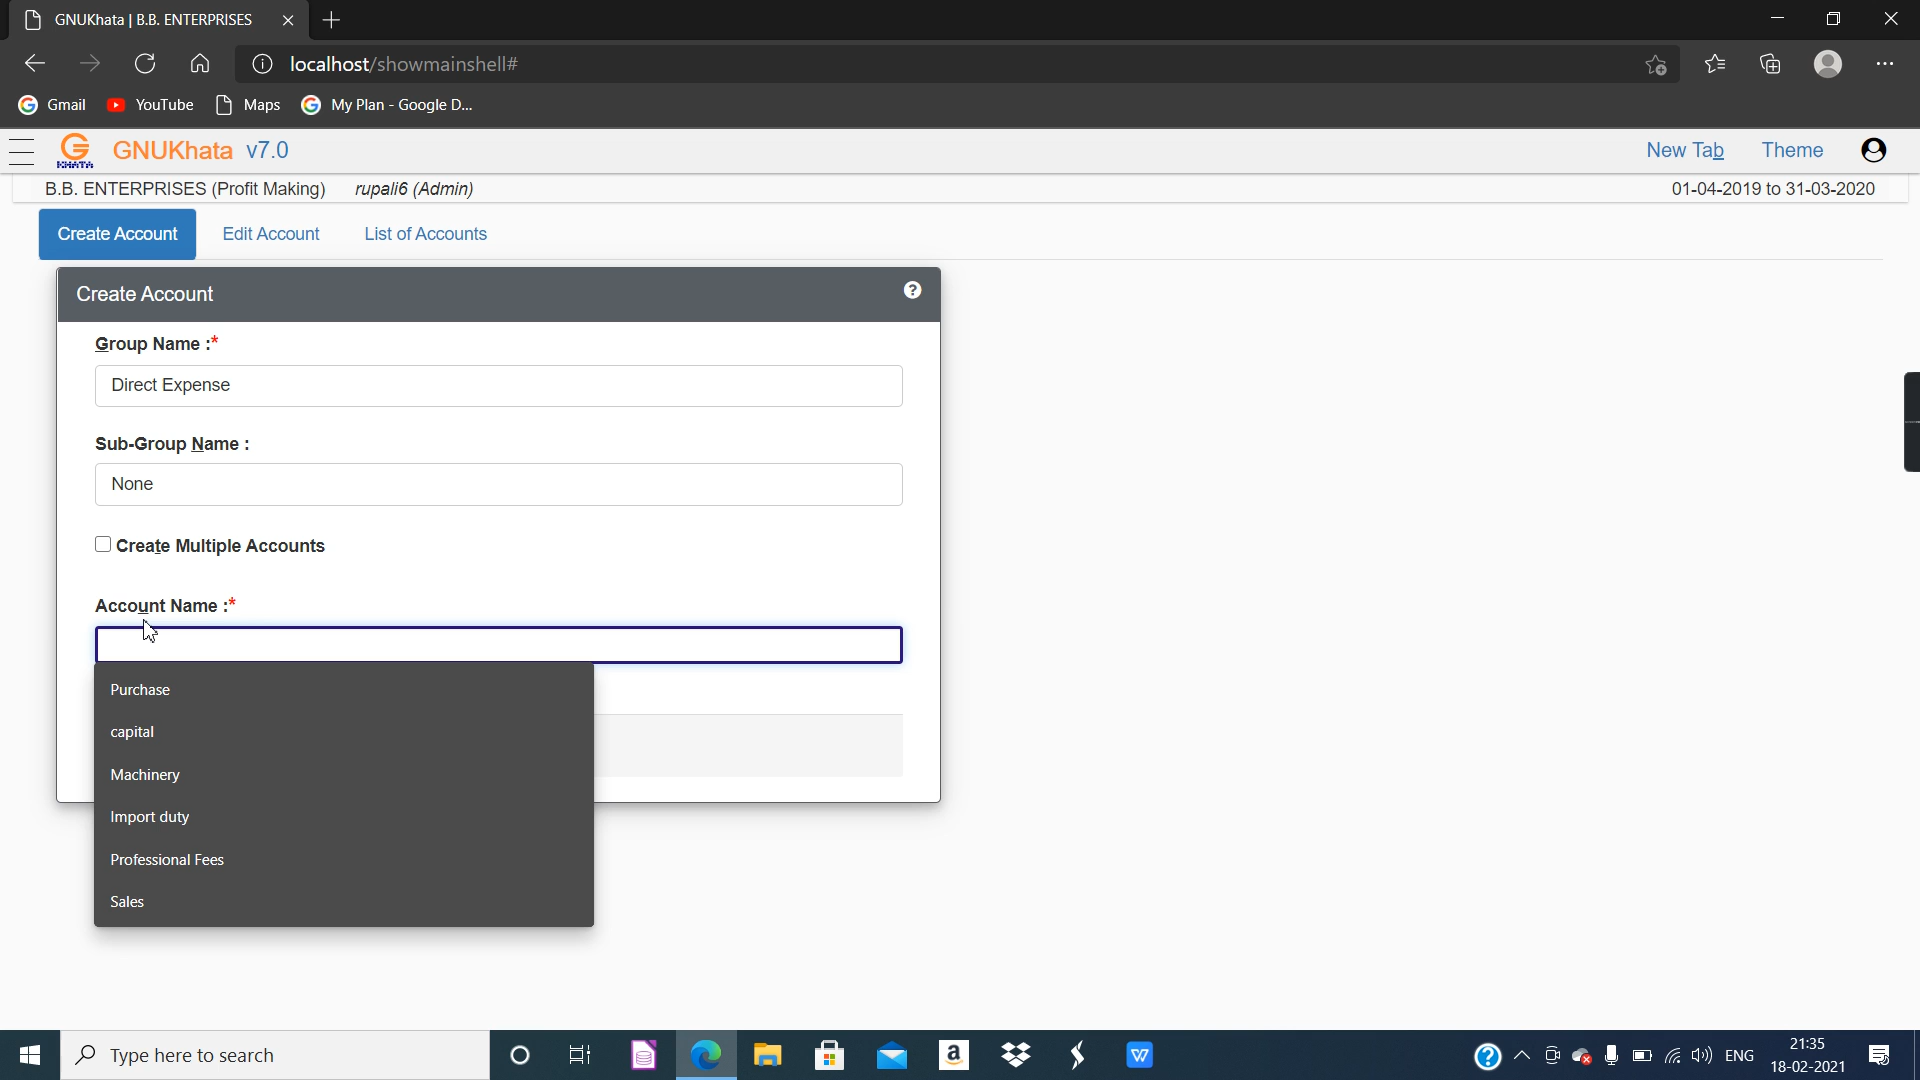 GNUKhata | B.B. ENTERPRISES
localhost/showmainshell#
Gmail YouTube Maps My Plan - Google D...
KHATA GNUKhata v7.0 New Tab Theme
B.B. ENTERPRISES (Profit Making) rupali6 (Admin) 01-04-2019 to 31-03-2020
Create Account Edit Account List of Accounts
Create Account
Group Name :*
Direct Expense
Sub-Group Name :
None
Create Multiple Accounts
Account Name :*
Purchase
capital
Machinery
Import duty
Professional Fees
Sales
Type here to search
ENG
21:35
18-02-2021